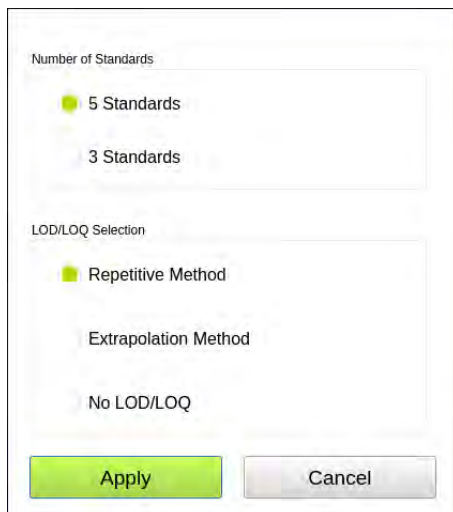 Number of Standards
5 Standards
3 Standards
LOD/LOQ Selection
Repetitive Method
Extrapolation Method
No LOD/LOQ
Apply
Cancel